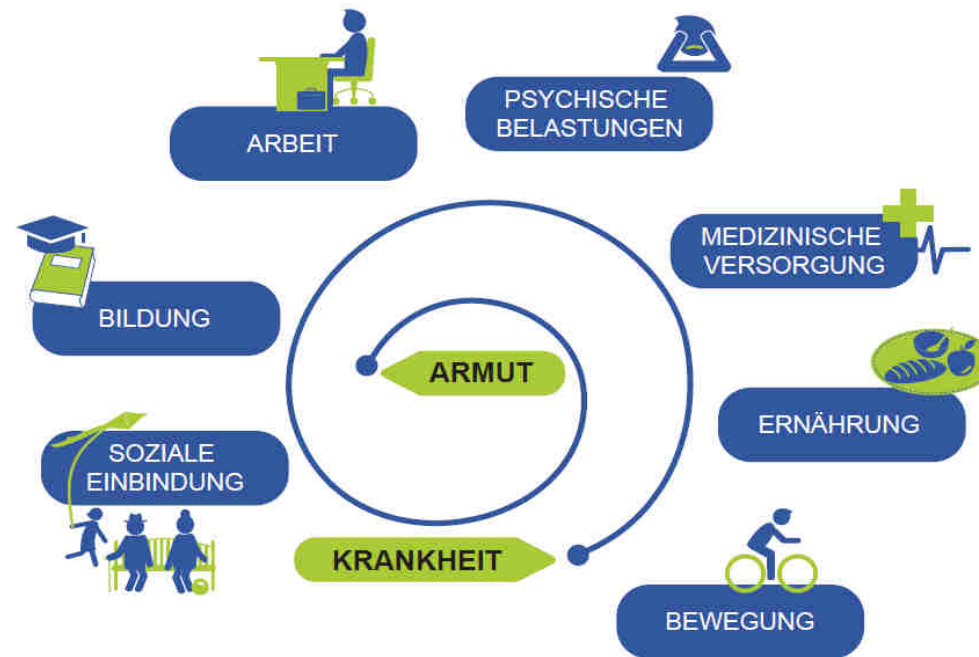 ARBEIT
PSYCHISCHE
BELASTUNGEN
MEDIZINISCHE
VERSORGUNG
BILDUNG
ARMUT
ERNÄHRUNG
SOZIALE
EINBINDUNG
KRANKHEIT
BEWEGUNG